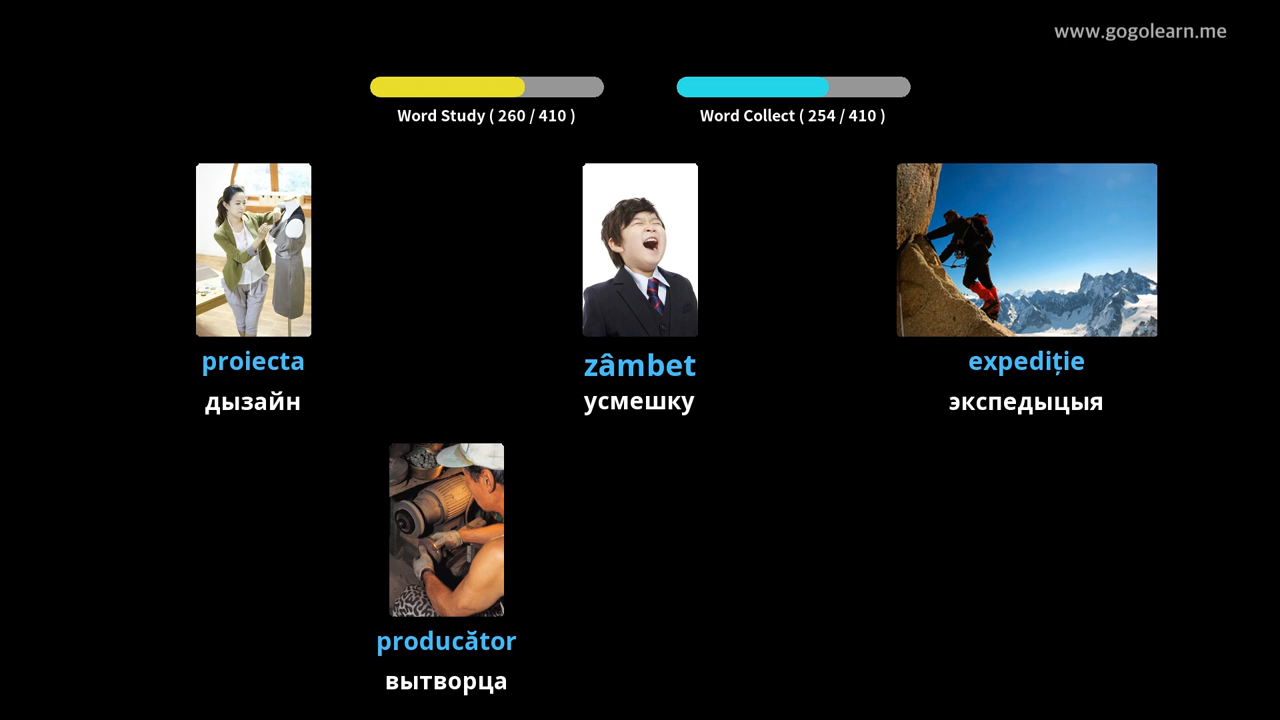 www.gogolearn.me
Word Study ( 260 / 410 )
Word Collect ( 254 / 410 )
proiecta
дызайн
zâmbet
усмешку
expediție
экспедыцыя
producător
вытворца